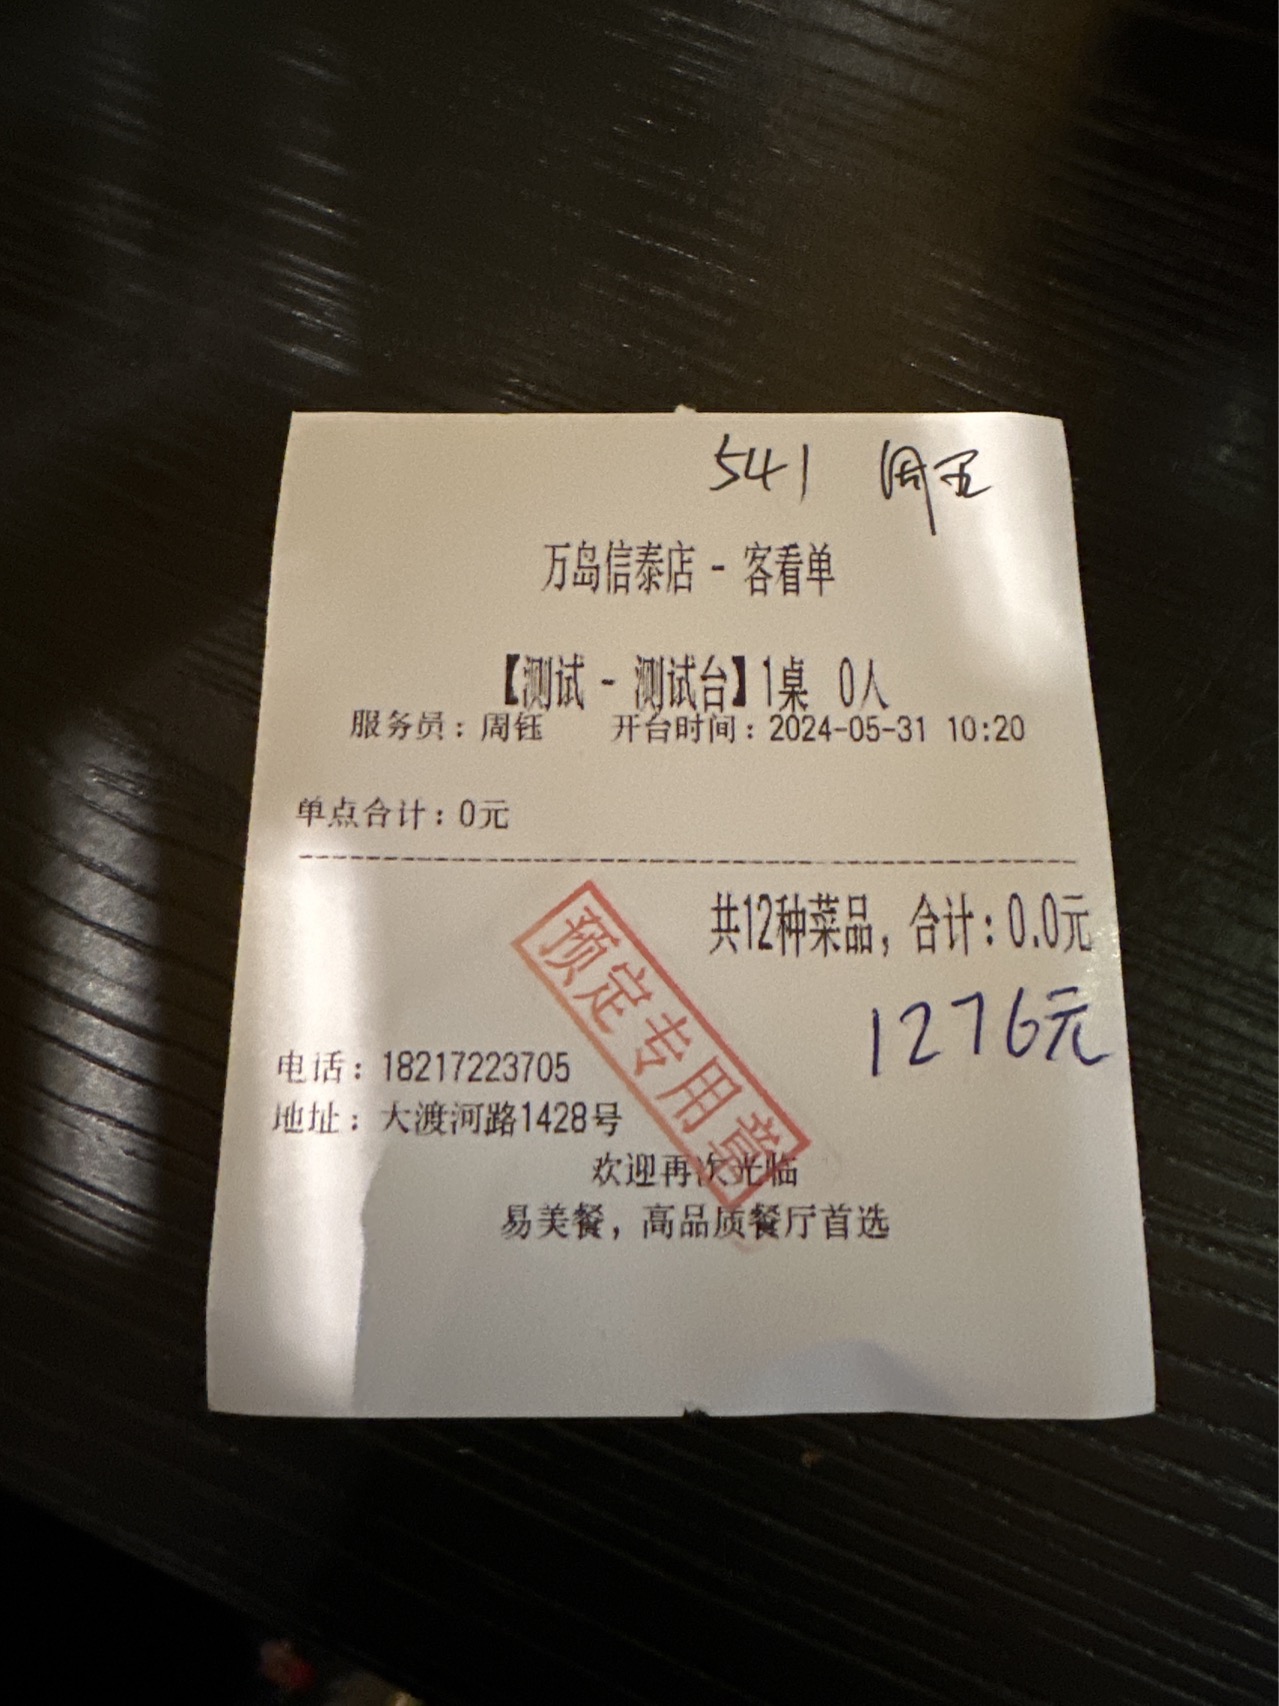 541 周五
万岛信泰店 - 客看单
【测试 - 测试台】1桌 0人
服务员：周钰 开台时间：2024-05-31 10:20
单点合计：0元
共12种菜品，合计：0.0元
预定专用章
1276元
电话：18217223705
地址：大渡河路1428号
欢迎再次光临
易美餐，高品质餐厅首选